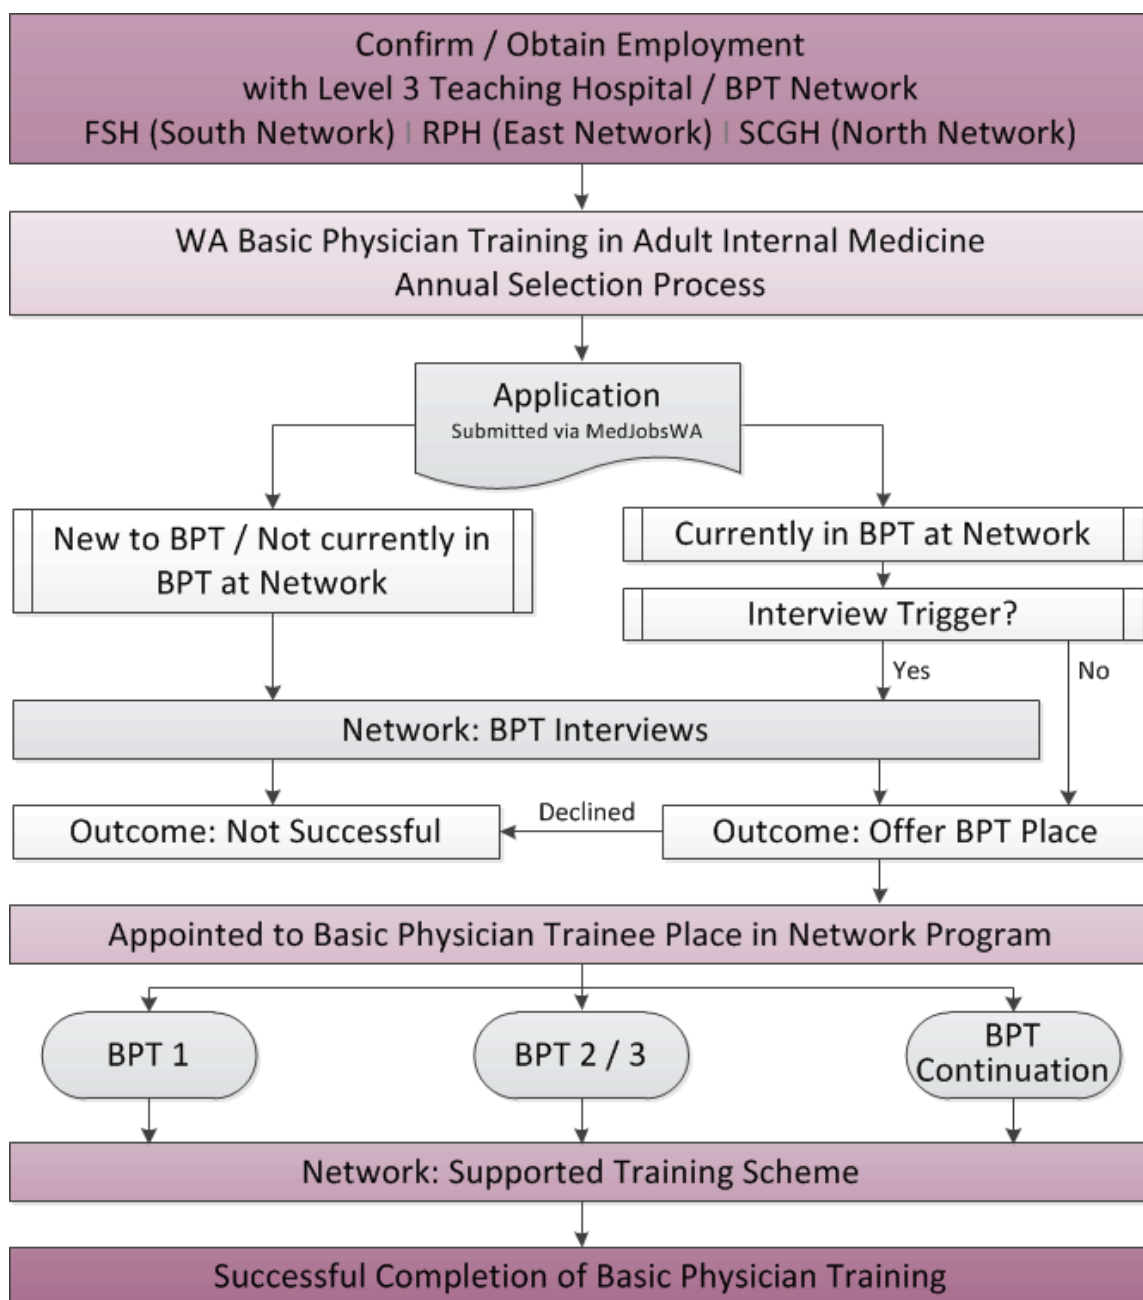 Confirm / Obtain Employment
with Level 3 Teaching Hospital / BPT Network
FSH (South Network) | RPH (East Network) | SCGH (North Network)
WA Basic Physician Training in Adult Internal Medicine
Annual Selection Process
Application
Submitted via MedJobsWA
New to BPT / Not currently in
BPT at Network
Currently in BPT at Network
Interview Trigger?
Yes
No
Network: BPT Interviews
Outcome: Not Successful
Declined
Outcome: Offer BPT Place
Appointed to Basic Physician Trainee Place in Network Program
BPT 1
BPT 2 / 3
BPT
Continuation
Network: Supported Training Scheme
Successful Completion of Basic Physician Training